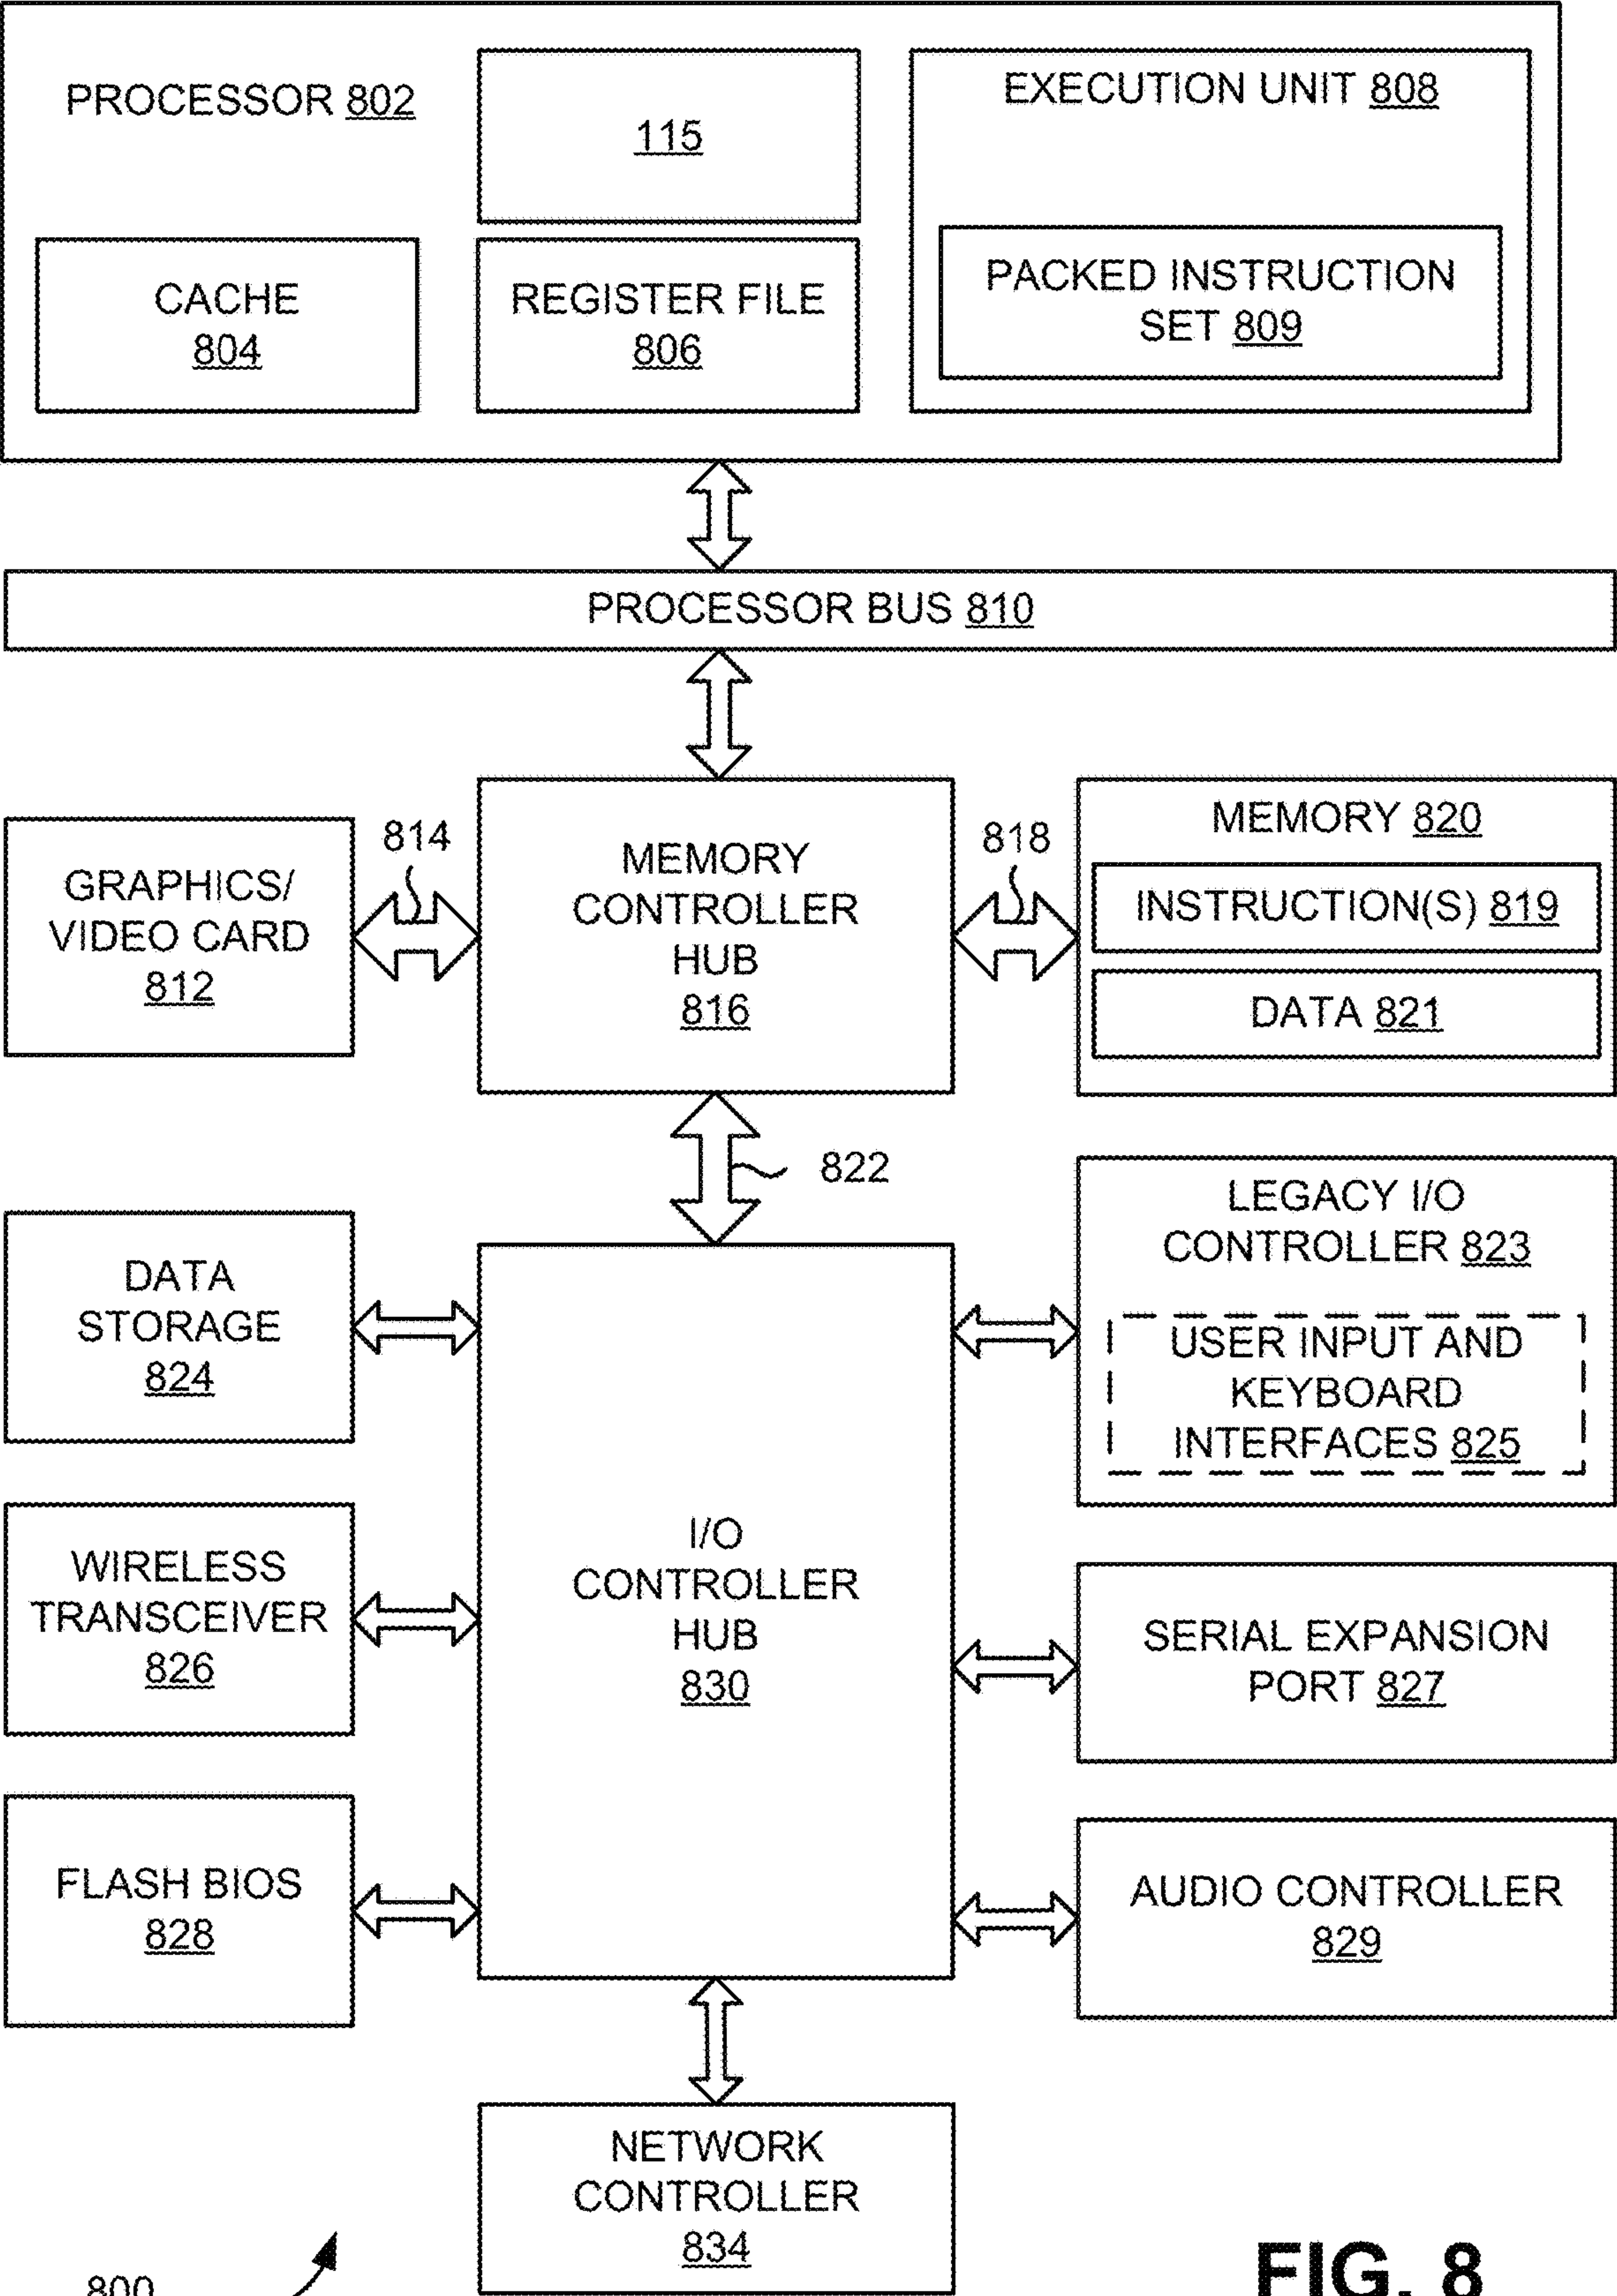 PROCESSOR 802
115
EXECUTION UNIT 808
CACHE
804
REGISTER FILE
806
PACKED INSTRUCTION
SET 809
PROCESSOR BUS 810
GRAPHICS/
VIDEO CARD
812
814
MEMORY
CONTROLLER
HUB
816
818
MEMORY 820
INSTRUCTION(S) 819
DATA 821
822
DATA
STORAGE
824
LEGACY I/O
CONTROLLER 823
USER INPUT AND
KEYBOARD
INTERFACES 825
WIRELESS
TRANSCEIVER
826
I/O
CONTROLLER
HUB
830
SERIAL EXPANSION
PORT 827
FLASH BIOS
828
AUDIO CONTROLLER
829
NETWORK
CONTROLLER
834
800
FIG. 8